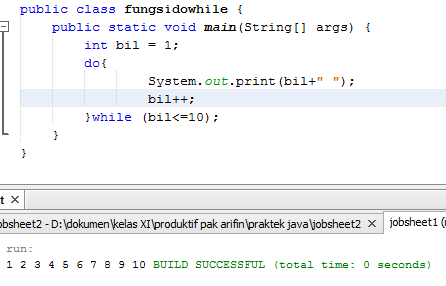 public class fungsidowhile {
public static void main(String[] args) {
int bil = 1;
do{
System.out.print(bil+" ");
bil++;
}while (bil<=10);
}
}
t ×
obsheet2 - D:\dokumen\kelas XI\produktif pak arifin\praktek java\jobsheet2 × jobsheet1 (
run:
1 2 3 4 5 6 7 8 9 10 BUILD SUCCESSFUL (total time: 0 seconds)